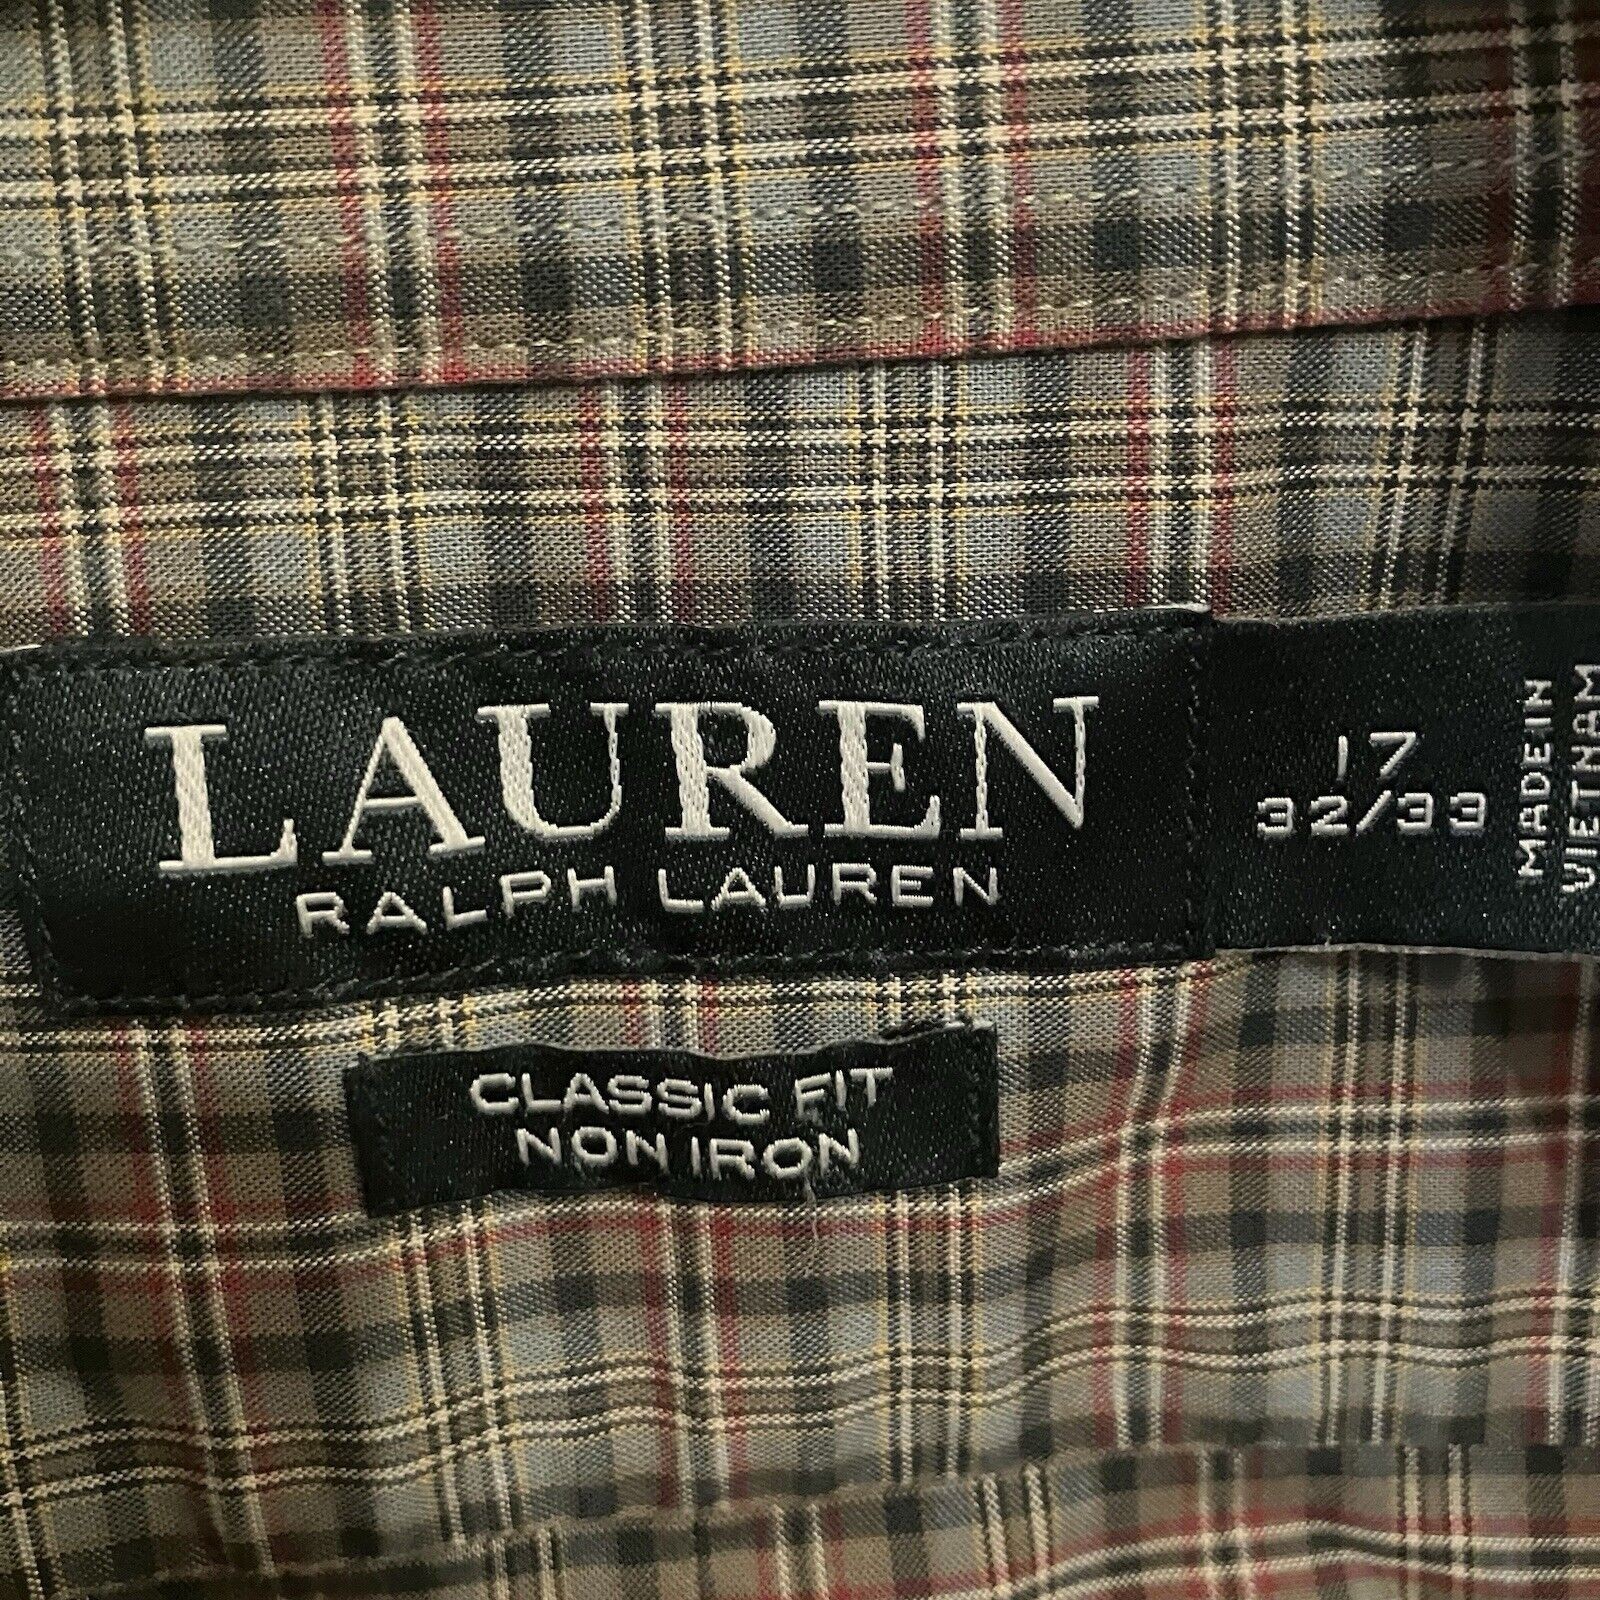 LAUREN
RALPH LAUREN
17
32/33
MADE IN
VIETNAM
CLASSIC FIT
NON IRON